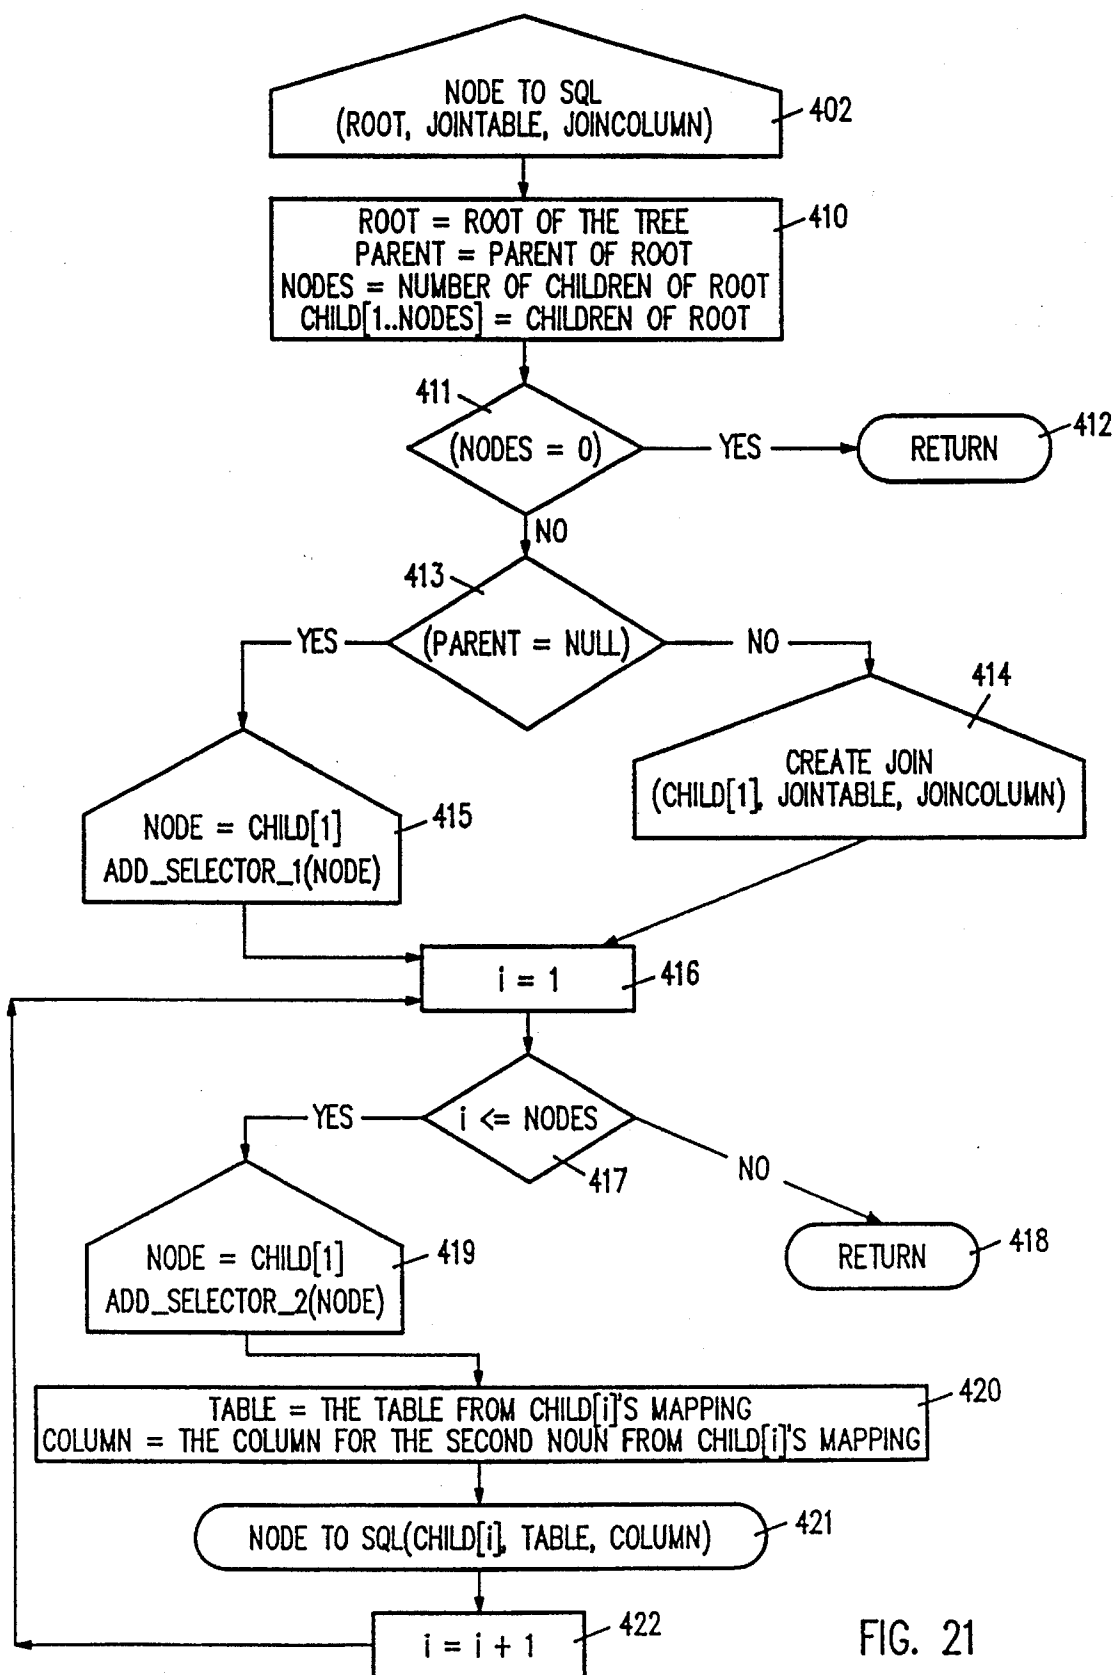 NODE TO SQL
(ROOT, JOINTABLE, JOINCOLUMN)
402
ROOT = ROOT OF THE TREE
PARENT = PARENT OF ROOT
NODES = NUMBER OF CHILDREN OF ROOT
CHILD[1..NODES] = CHILDREN OF ROOT
410
411
(NODES = 0)
YES
RETURN
412
NO
413
(PARENT = NULL)
YES
NO
414
CREATE JOIN
(CHILD[1], JOINTABLE, JOINCOLUMN)
NODE = CHILD[1]
ADD_SELECTOR_1(NODE)
415
i = 1
416
i <= NODES
417
YES
NO
RETURN
418
NODE = CHILD[1]
ADD_SELECTOR_2(NODE)
419
TABLE = THE TABLE FROM CHILD[i]'S MAPPING
COLUMN = THE COLUMN FOR THE SECOND NOUN FROM CHILD[i]'S MAPPING
420
NODE TO SQL(CHILD[i], TABLE, COLUMN)
421
i = i + 1
422
FIG. 21